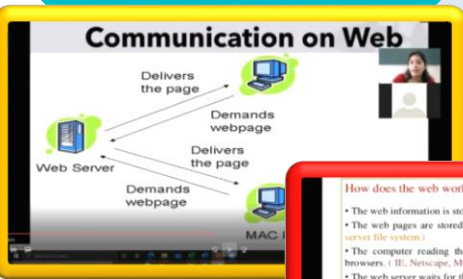 Communication on Web
Delivers
the page
Demands
webpage
Web Server
Delivers
the page
Demands
webpage
MAC
How does the web worl
• The web information is sto
• The web pages are stored
server file system.)
• The computer reading th
browsers. ( IE, Netscape, M
• The web server waits for t